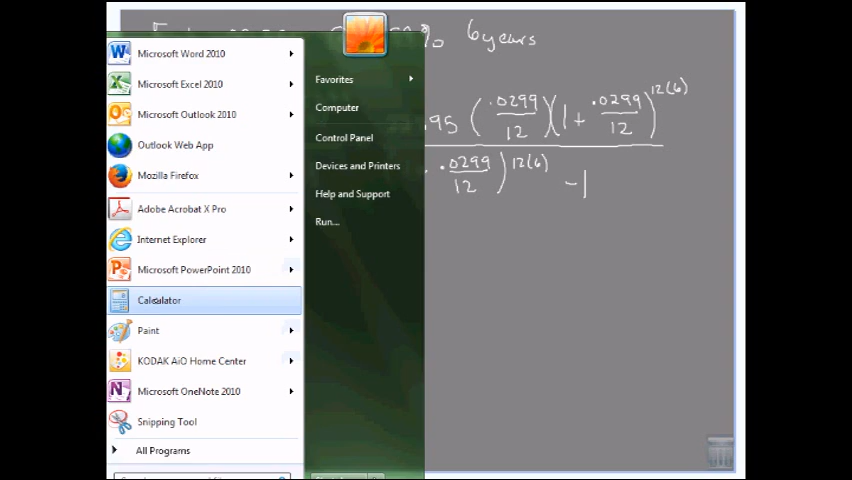 % 6 years
Microsoft Word 2010
Microsoft Excel 2010
Microsoft Outlook 2010
Outlook Web App
Mozilla Firefox
Adobe Acrobat X Pro
Internet Explorer
Microsoft PowerPoint 2010
Calculator
Paint
KODAK AiO Home Center
Microsoft OneNote 2010
Snipping Tool
All Programs
Favorites
Computer
Control Panel
Devices and Printers
Help and Support
Run...
.95 ( .0299 / 12 ) ( 1 + .0299 / 12 ) 12(6)
.0299 / 12 ) 12(6) -1